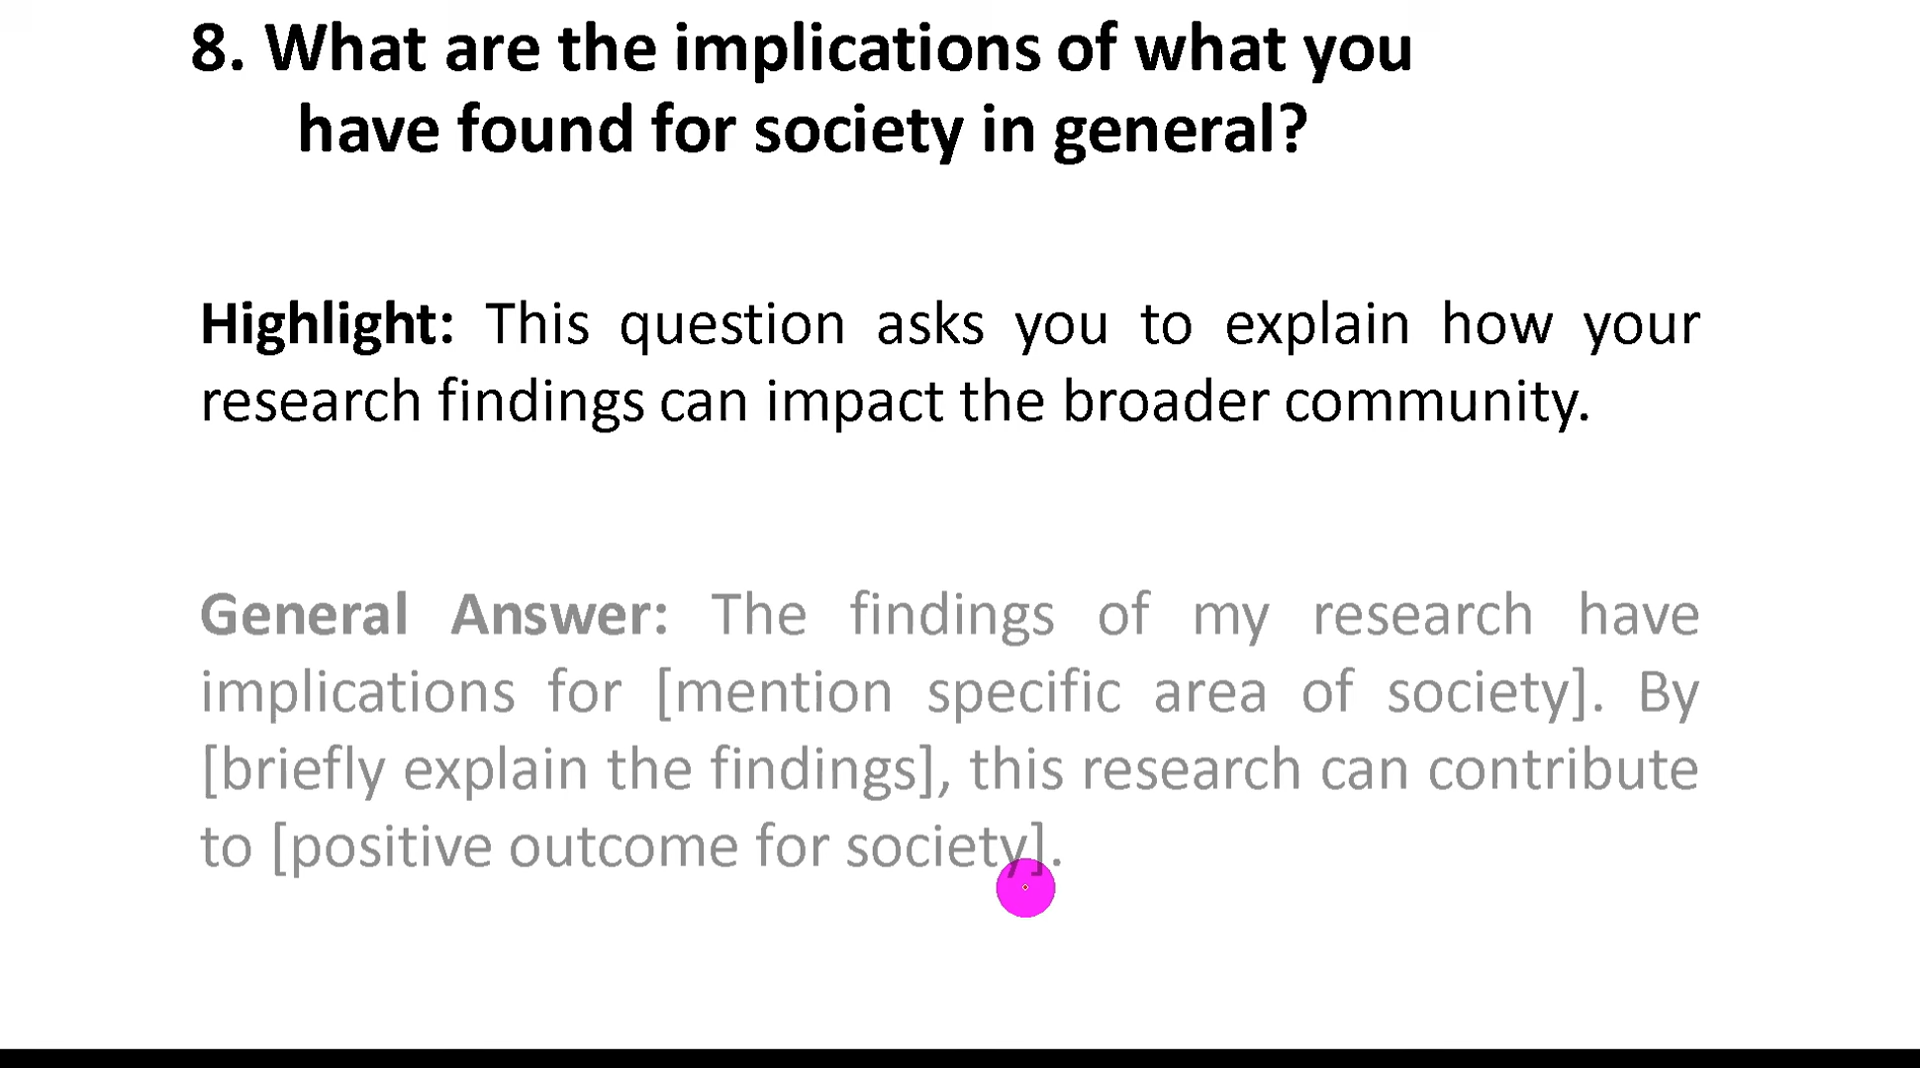 8. What are the implications of what you
have found for society in general?
Highlight: This question asks you to explain how your
research findings can impact the broader community.
General Answer: The findings of my research have
implications for [mention specific area of society]. By
[briefly explain the findings], this research can contribute
to [positive outcome for society].